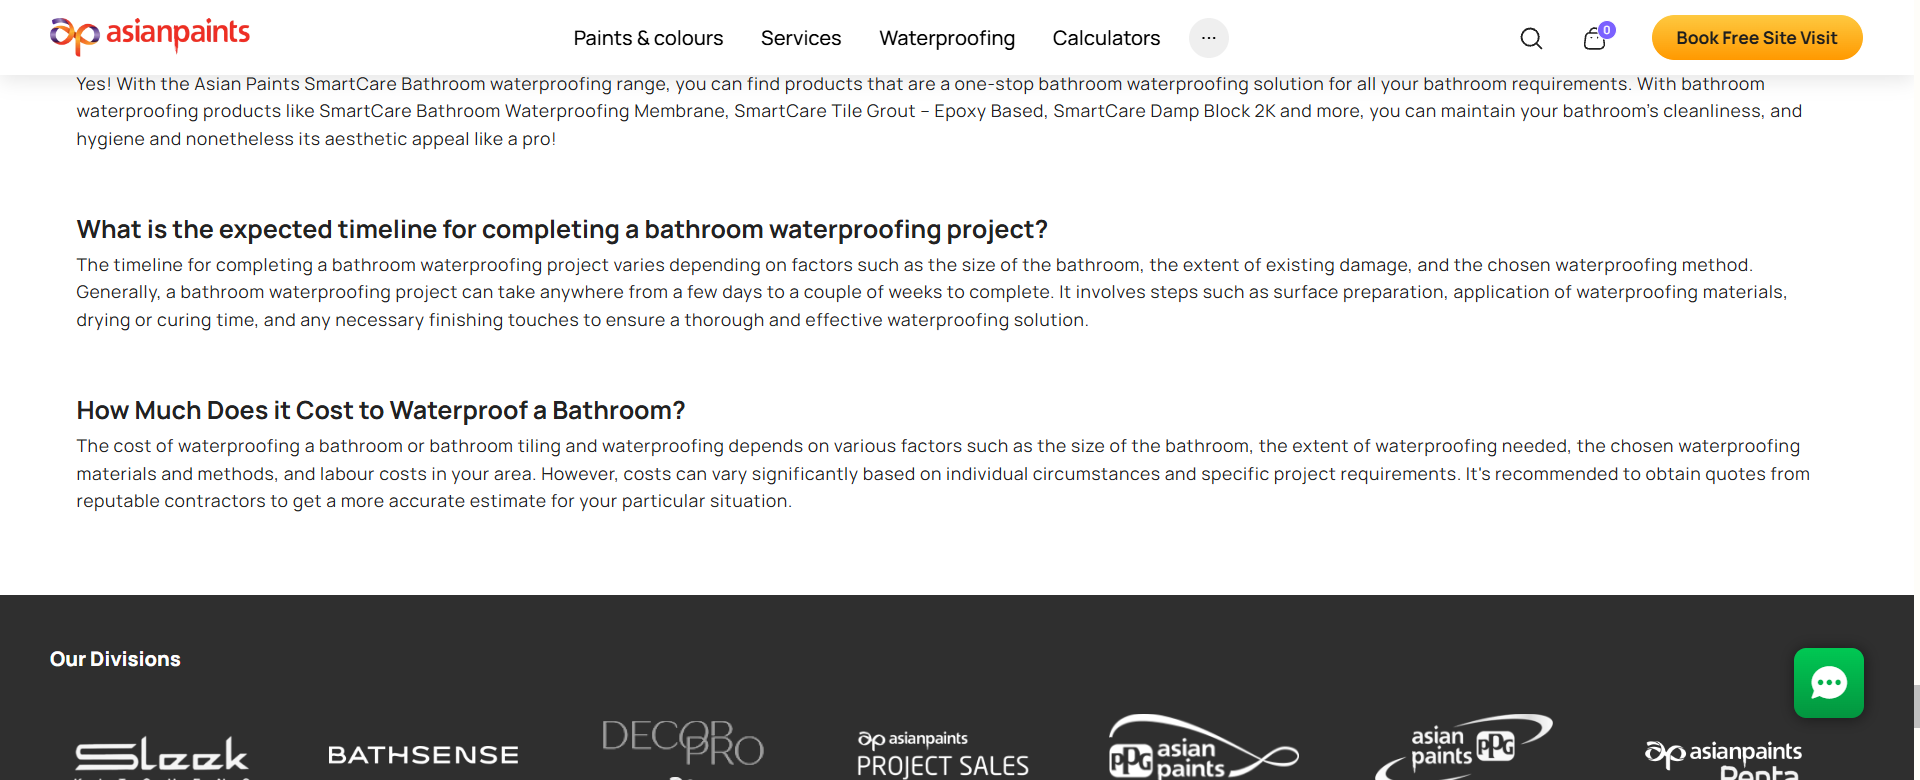 asianpaints
Paints & colours
Services
Waterproofing
Calculators
...
0
Book Free Site Visit
Yes! With the Asian Paints SmartCare Bathroom waterproofing range, you can find products that are a one-stop bathroom waterproofing solution for all your bathroom requirements. With bathroom
waterproofing products like SmartCare Bathroom Waterproofing Membrane, SmartCare Tile Grout – Epoxy Based, SmartCare Damp Block 2K and more, you can maintain your bathroom's cleanliness, and
hygiene and nonetheless its aesthetic appeal like a pro!
What is the expected timeline for completing a bathroom waterproofing project?
The timeline for completing a bathroom waterproofing project varies depending on factors such as the size of the bathroom, the extent of existing damage, and the chosen waterproofing method.
Generally, a bathroom waterproofing project can take anywhere from a few days to a couple of weeks to complete. It involves steps such as surface preparation, application of waterproofing materials,
drying or curing time, and any necessary finishing touches to ensure a thorough and effective waterproofing solution.
How Much Does it Cost to Waterproof a Bathroom?
The cost of waterproofing a bathroom or bathroom tiling and waterproofing depends on various factors such as the size of the bathroom, the extent of waterproofing needed, the chosen waterproofing
materials and methods, and labour costs in your area. However, costs can vary significantly based on individual circumstances and specific project requirements. It's recommended to obtain quotes from
reputable contractors to get a more accurate estimate for your particular situation.
Our Divisions
Sleek
BATHSENSE
DECOR
PRO
asianpaints
PROJECT SALES
PPG asian
paints
asian
paints PPG
asianpaints